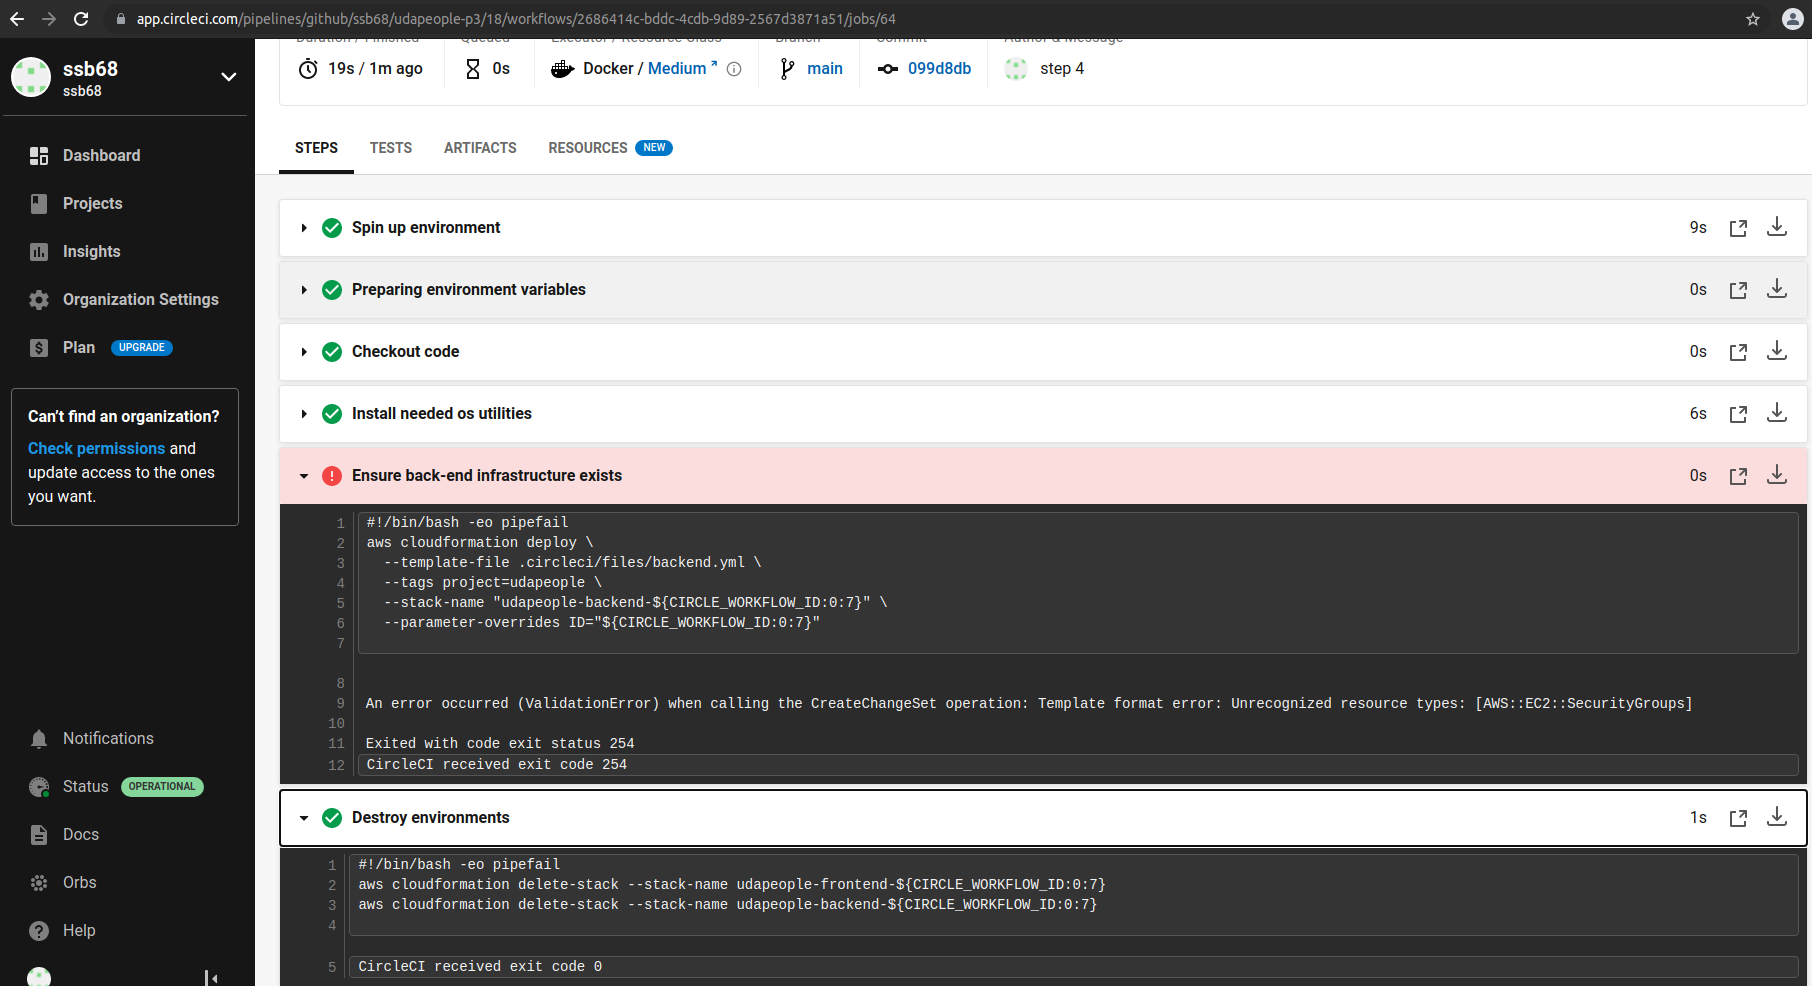 app.circleci.com/pipelines/github/ssb68/udapeople-p3/18/workflows/2686414c-bddc-4cdb-9d89-2567d3871a51/jobs/64
ssb68
ssb68
Dashboard
Projects
Insights
Organization Settings
Plan UPGRADE
Can't find an organization?
Check permissions and
update access to the ones
you want.
Notifications
Status OPERATIONAL
Docs
Orbs
Help
Duration / Finished Queued Executor / Resource Class Branch Commit Author & Message
19s / 1m ago 0s Docker / Medium main 099d8db step 4
STEPS TESTS ARTIFACTS RESOURCES NEW
Spin up environment 9s
Preparing environment variables 0s
Checkout code 0s
Install needed os utilities 6s
Ensure back-end infrastructure exists 0s
1 #!/bin/bash -eo pipefail
2 aws cloudformation deploy \
3 --template-file .circleci/files/backend.yml \
4 --tags project=udapeople \
5 --stack-name "udapeople-backend-${CIRCLE_WORKFLOW_ID:0:7}" \
6 --parameter-overrides ID="${CIRCLE_WORKFLOW_ID:0:7}"
7
8
9 An error occurred (ValidationError) when calling the CreateChangeSet operation: Template format error: Unrecognized resource types: [AWS::EC2::SecurityGroups]
10
11 Exited with code exit status 254
12 CircleCI received exit code 254
Destroy environments 1s
1 #!/bin/bash -eo pipefail
2 aws cloudformation delete-stack --stack-name udapeople-frontend-${CIRCLE_WORKFLOW_ID:0:7}
3 aws cloudformation delete-stack --stack-name udapeople-backend-${CIRCLE_WORKFLOW_ID:0:7}
4
5 CircleCI received exit code 0